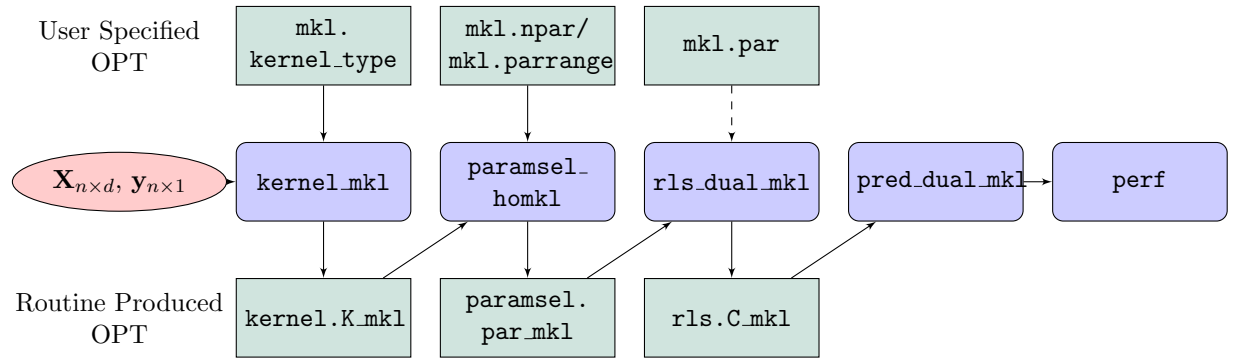 User Specified
OPT
mkl.
kernel_type
mkl.npar/
mkl.parrange
mkl.par
X_{n×d}, y_{n×1}
kernel_mkl
paramsel_
homkl
rls_dual_mkl
pred_dual_mkl
perf
Routine Produced
OPT
kernel.K_mkl
paramsel.
par_mkl
rls.C_mkl